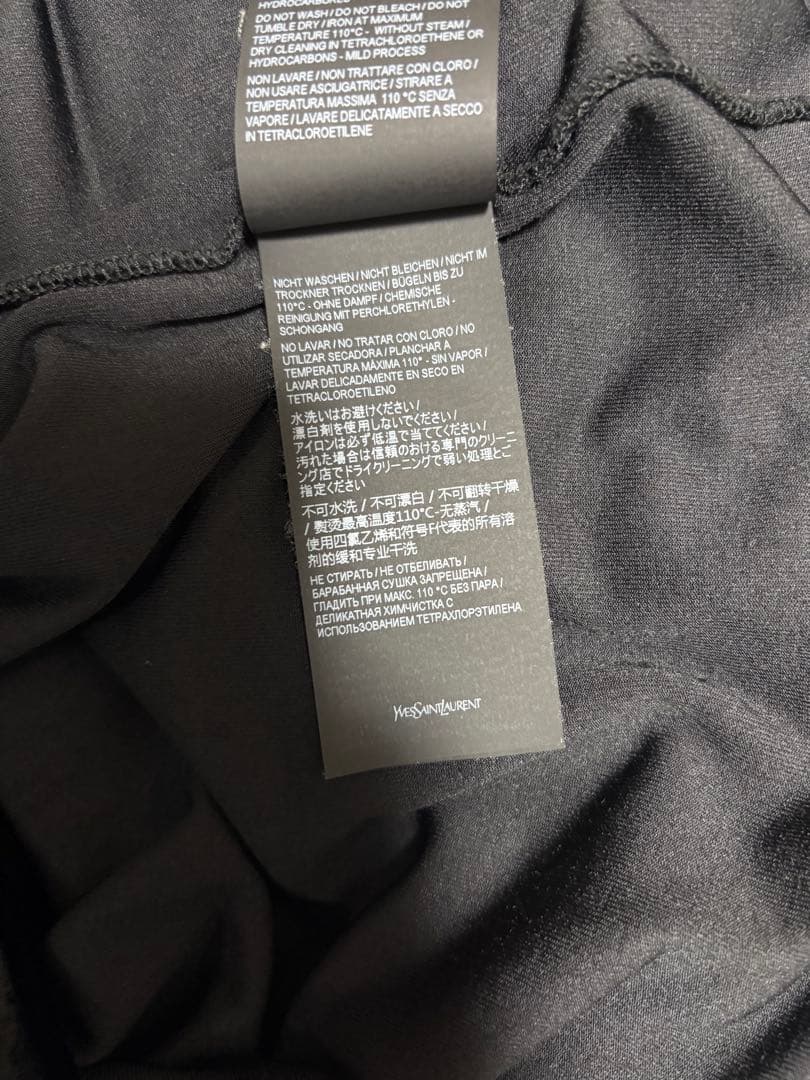 HYDROCARBONES
DO NOT WASH / DO NOT BLEACH / DO NOT
TUMBLE DRY / IRON AT MAXIMUM
TEMPERATURE 110°C - WITHOUT STEAM /
DRY CLEANING IN TETRACLOROETHENE OR
HYDROCARBONS - MILD PROCESS
NON LAVARE / NON TRATTARE CON CLORO /
NON USARE ASCIUGATRICE / STIRARE A
TEMPERATURA MASSIMA 110 °C SENZA
VAPORE / LAVARE DELICATAMENTE A SECCO
IN TETRACLOROETILENE
NICHT WASCHEN / NICHT BLEICHEN / NICHT IM
TROCKNER TROCKNEN / BÜGELN BIS ZU
110°C - OHNE DAMPF / CHEMISCHE
REINIGUNG MIT PERCHLORETHYLEN -
SCHONGANG
NO LAVAR / NO TRATAR CON CLORO / NO
UTILIZAR SECADORA / PLANCHAR A
TEMPERATURA MÁXIMA 110° - SIN VAPOR /
LAVAR DELICADAMENTE EN SECO EN
TETRACLOROETILENO
水洗いはお避けください /
漂白剤を使用しないでください /
アイロンは必ず低温で当ててください /
汚れた場合は信頼のおける専門のクリーニ
ング店でドライクリーニングで弱い処理とご
指定ください
不可水洗 / 不可漂白 / 不可翻转干燥
/ 熨烫最高温度110°C-无蒸汽 /
使用四氯乙烯和符号F代表的所有溶
剂的缓和专业干洗
НЕ СТИРАТЬ / НЕ ОТБЕЛИВАТЬ /
БАРАБАННАЯ СУШКА ЗАПРЕЩЕНА /
ГЛАДИТЬ ПРИ МАКС. 110 °C БЕЗ ПАРА /
ДЕЛИКАТНАЯ ХИМЧИСТКА С
ИСПОЛЬЗОВАНИЕМ ТЕТРАХЛОРЭТИЛЕНА
YVESSAINTLAURENT